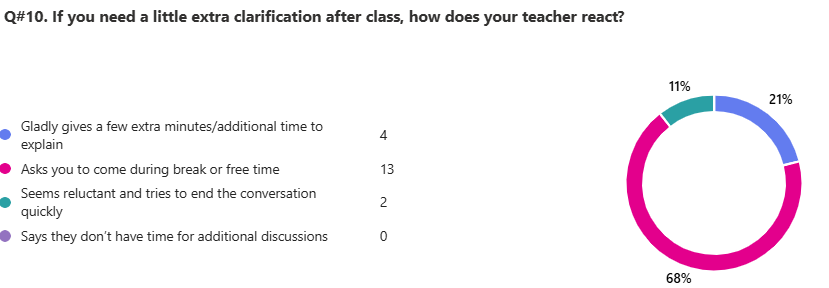 Q#10. If you need a little extra clarification after class, how does your teacher react?
Gladly gives a few extra minutes/additional time to
explain
4
Asks you to come during break or free time
13
Seems reluctant and tries to end the conversation
quickly
2
Says they don't have time for additional discussions
0
11%
21%
68%